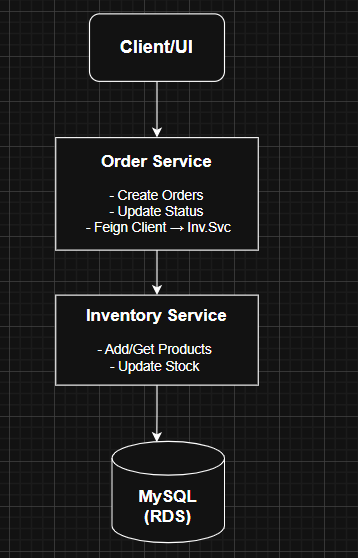 Client/UI
Order Service
- Create Orders
- Update Status
- Feign Client → Inv.Svc
Inventory Service
- Add/Get Products
- Update Stock
MySQL
(RDS)